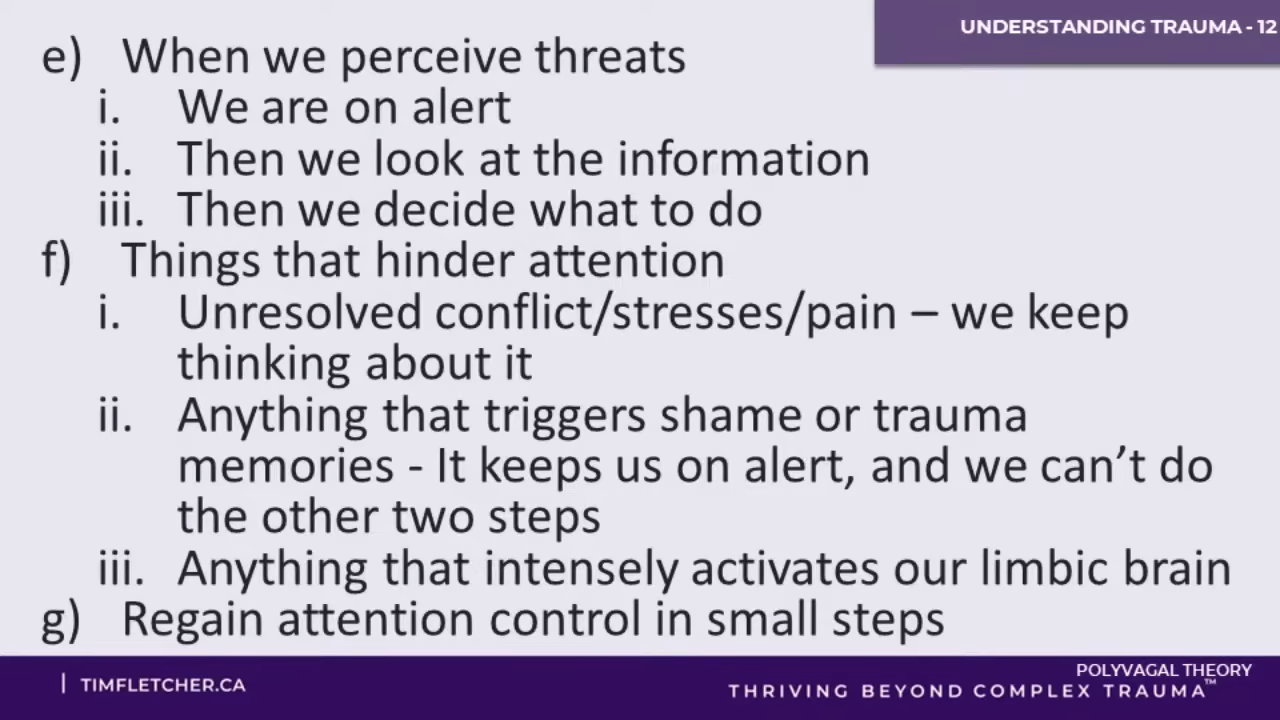 UNDERSTANDING TRAUMA - 12
e) When we perceive threats
i. We are on alert
ii. Then we look at the information
iii. Then we decide what to do
f) Things that hinder attention
i. Unresolved conflict/stresses/pain – we keep
thinking about it
ii. Anything that triggers shame or trauma
memories - It keeps us on alert, and we can’t do
the other two steps
iii. Anything that intensely activates our limbic brain
g) Regain attention control in small steps
| TIMFLETCHER.CA
POLYVAGAL THEORY
THRIVING BEYOND COMPLEX TRAUMA™